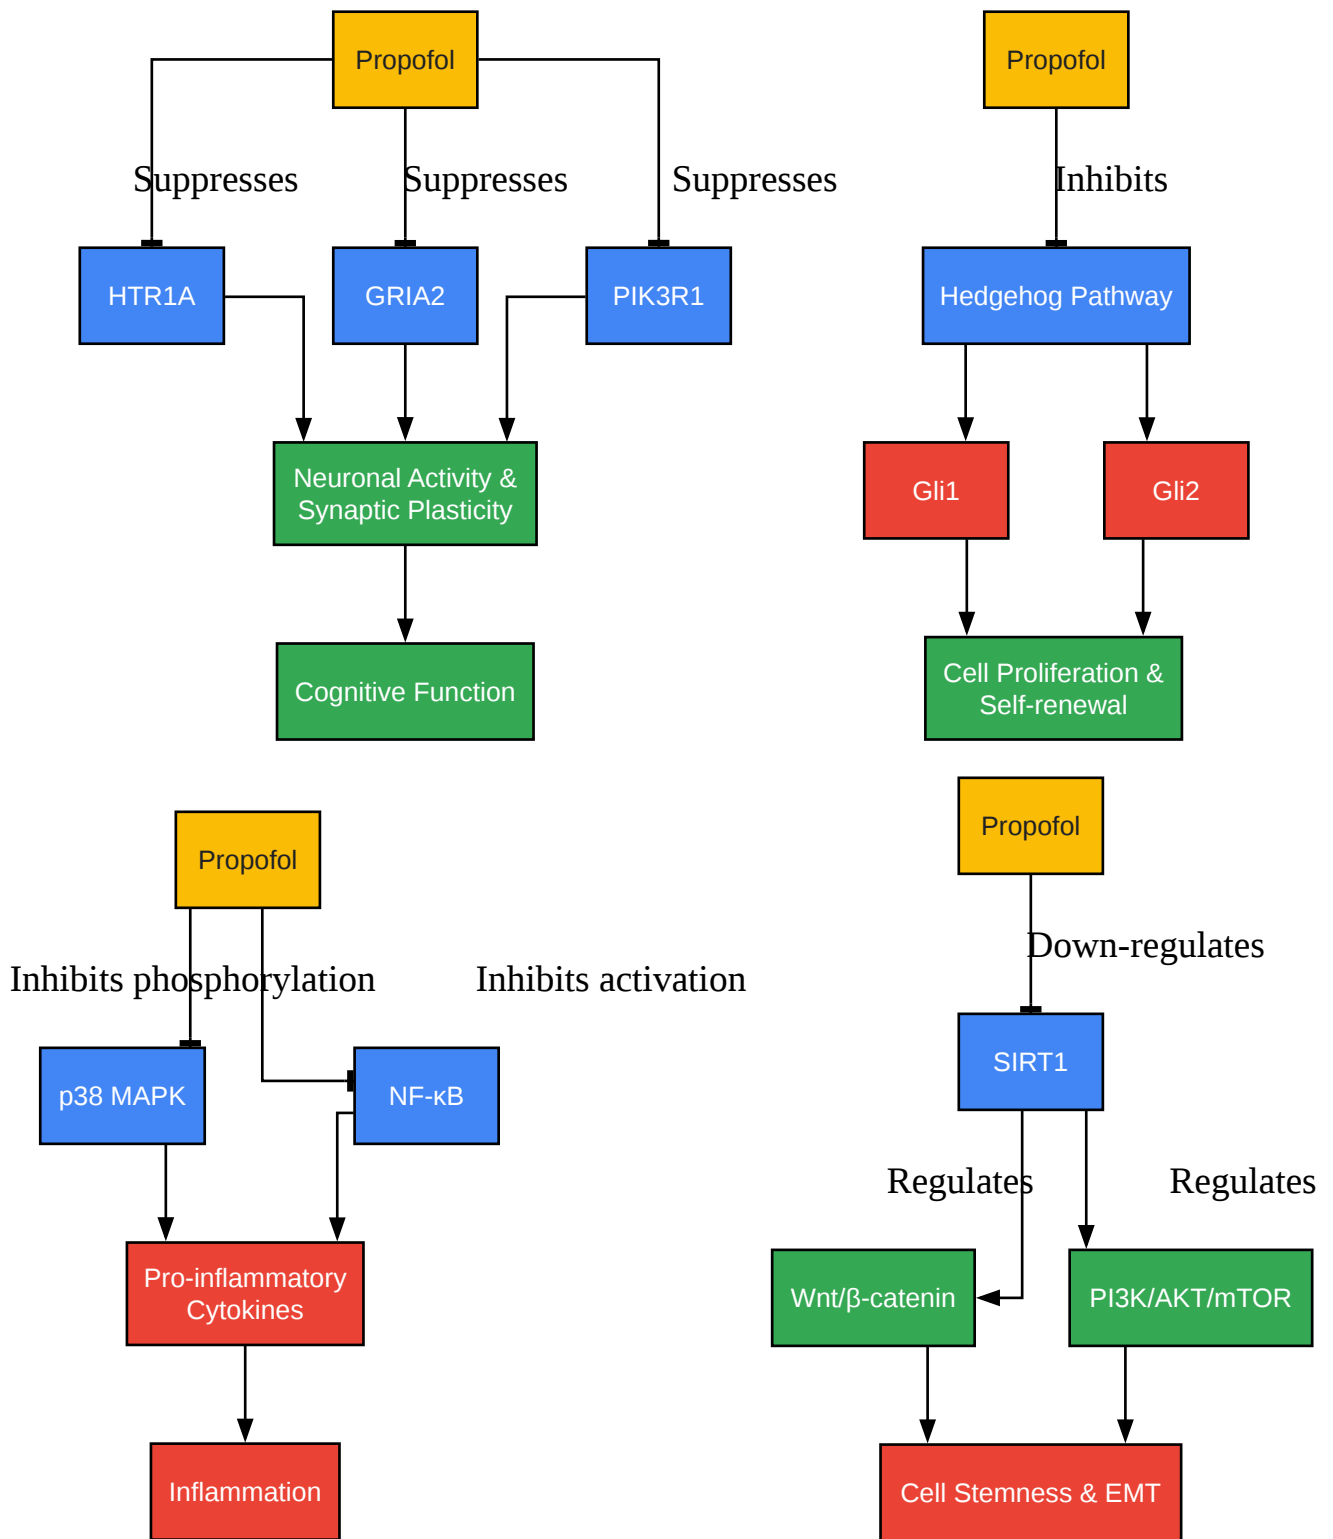 Propofol
Suppresses
Suppresses
Suppresses
HTR1A
GRIA2
PIK3R1
Neuronal Activity &
Synaptic Plasticity
Cognitive Function
Propofol
Inhibits
Hedgehog Pathway
Gli1
Gli2
Cell Proliferation &
Self-renewal
Propofol
Inhibits phosphorylation
Inhibits activation
p38 MAPK
NF-κB
Pro-inflammatory
Cytokines
Inflammation
Propofol
Down-regulates
SIRT1
Regulates
Regulates
Wnt/β-catenin
PI3K/AKT/mTOR
Cell Stemness & EMT